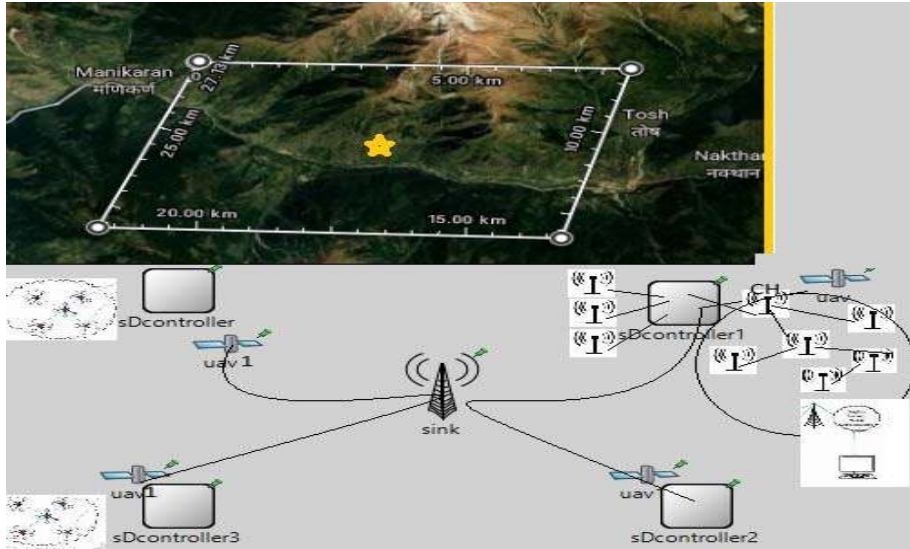 Manikaran
मणिकर्ण
27.13 km
5.00 km
25.00 km
10.00 km
Tosh
तोष
Nakthan
नक्थान
20.00 km
15.00 km
sDcontroller
sDcontroller1
CH
uav
uav1
sink
uav1
sDcontroller3
uav
sDcontroller2